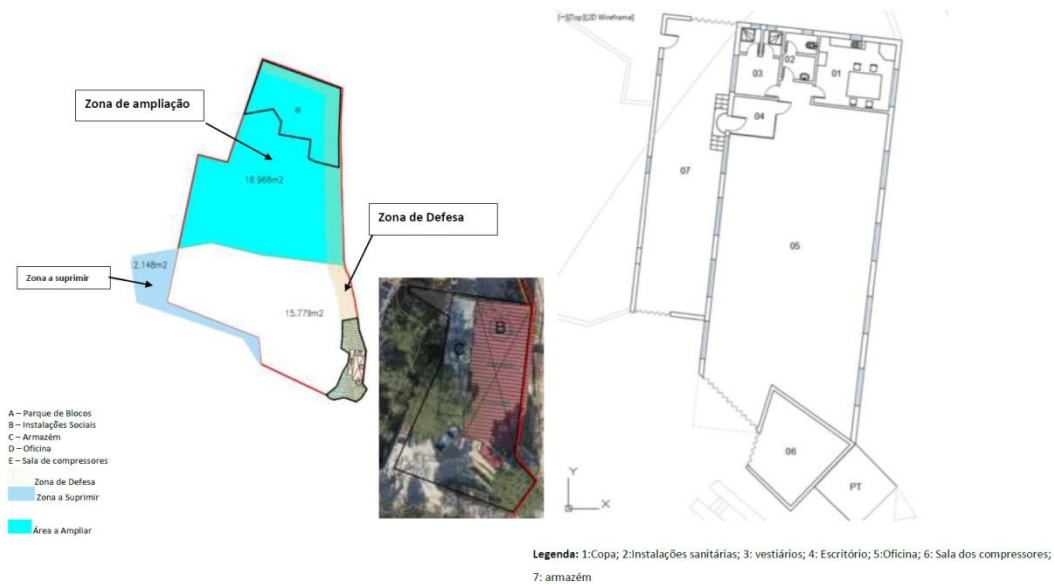 Zona de ampliação
16.968m2
Zona de Defesa
2.148m2
Zona a suprimir
15.779m2
B
C
A – Parque de Blocos
B – Instalações Sociais
C – Armazém
D – Oficina
E – Sala de compressores
Zona de Defesa
Zona a Suprimir
Área a Ampliar
[−][Top][2D Wireframe]
03
02
01
04
07
05
06
PT
Y
X
Legenda: 1:Copa; 2:Instalações sanitárias; 3: vestiários; 4: Escritório; 5:Oficina; 6: Sala dos compressores;
7: armazém